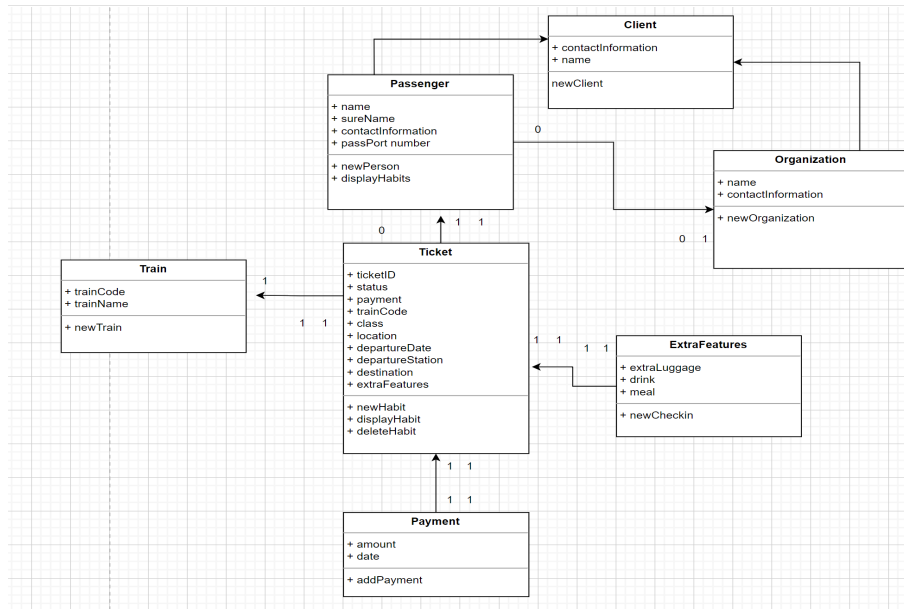 Client
+ contactInformation
+ name
newClient
Passenger
+ name
+ sureName
+ contactInformation
+ passPort number
+ newPerson
+ displayHabits
0
Organization
+ name
+ contactInformation
+ newOrganization
0 1
0
1 1
Ticket
+ ticketID
+ status
+ payment
+ trainCode
+ class
+ location
+ departureDate
+ departureStation
+ destination
+ extraFeatures
+ newHabit
+ displayHabit
+ deleteHabit
Train
+ trainCode
+ trainName
+ newTrain
1
1 1
1 1
1 1
ExtraFeatures
+ extraLuggage
+ drink
+ meal
+ newCheckin
1 1
1 1
Payment
+ amount
+ date
+ addPayment